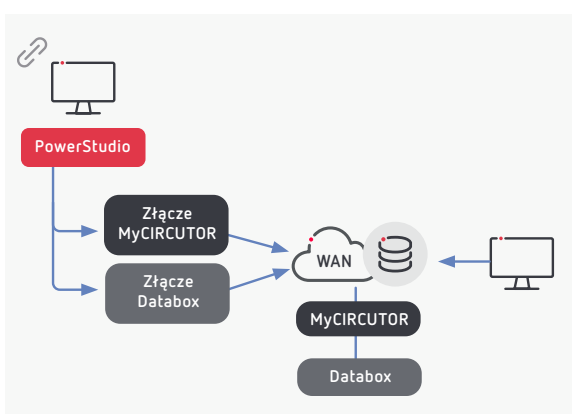 PowerStudio
Złącze
MyCIRCUTOR
Złącze
Databox
WAN
MyCIRCUTOR
Databox